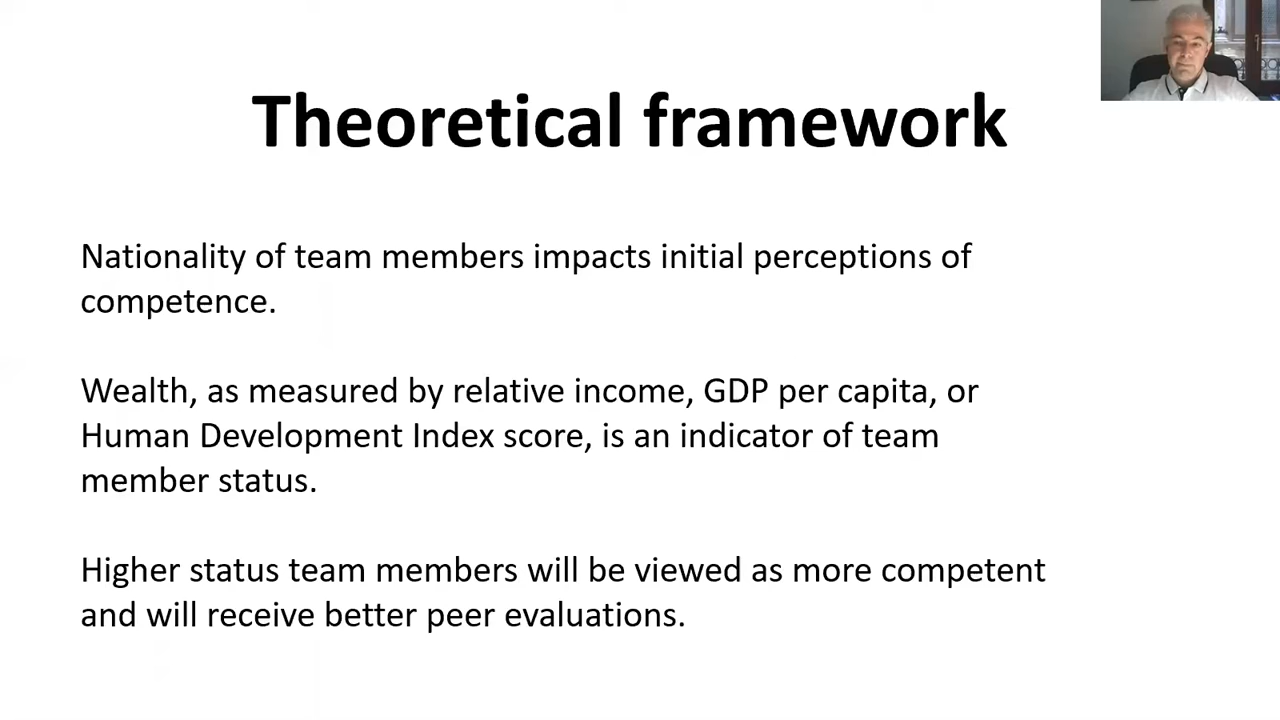 Theoretical framework
Nationality of team members impacts initial perceptions of
competence.
Wealth, as measured by relative income, GDP per capita, or
Human Development Index score, is an indicator of team
member status.
Higher status team members will be viewed as more competent
and will receive better peer evaluations.